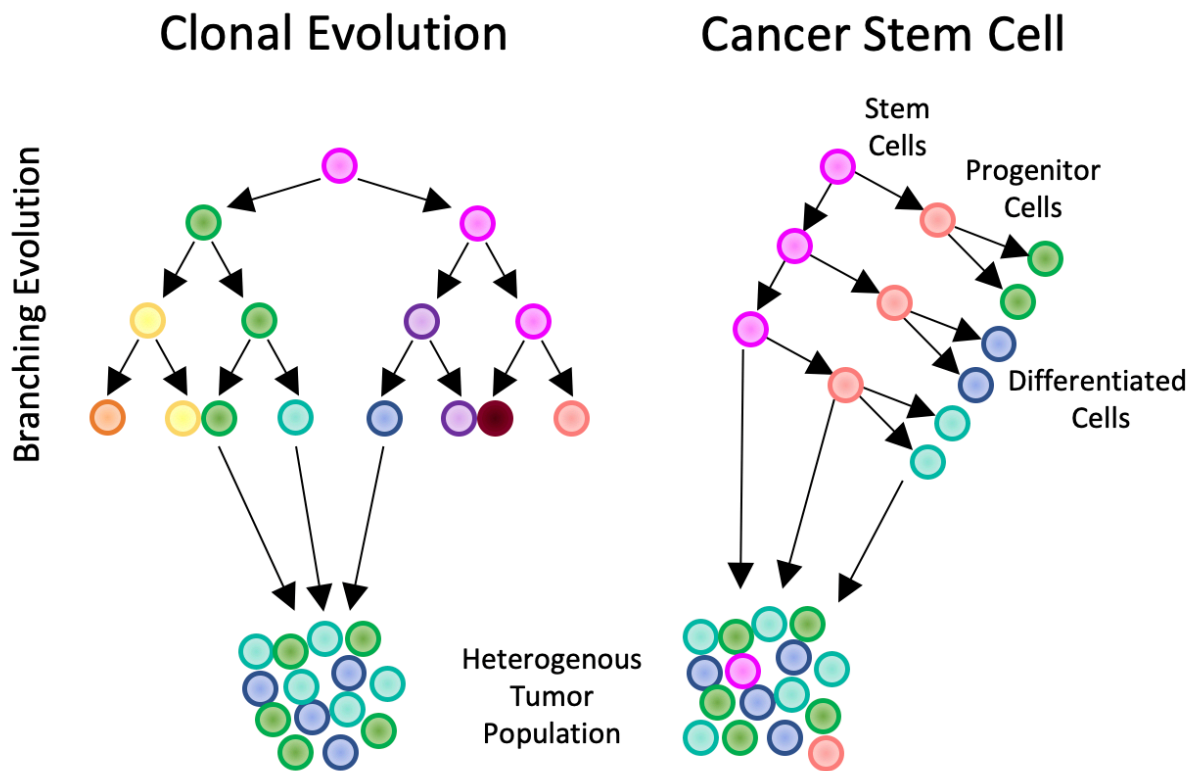 Clonal Evolution
Cancer Stem Cell
Branching Evolution
Stem
Cells
Progenitor
Cells
Differentiated
Cells
Heterogenous
Tumor
Population